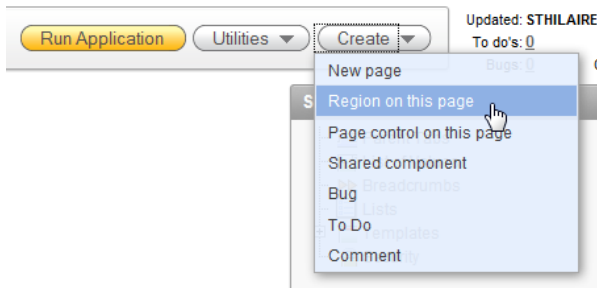 Run Application
Utilities
Create
Updated: STHILAIRE
To do's: 0
Bugs: 0
New page
Region on this page
Page control on this page
Shared component
Breadcrumbs
Bug
Lists
To Do
Templates
Comment